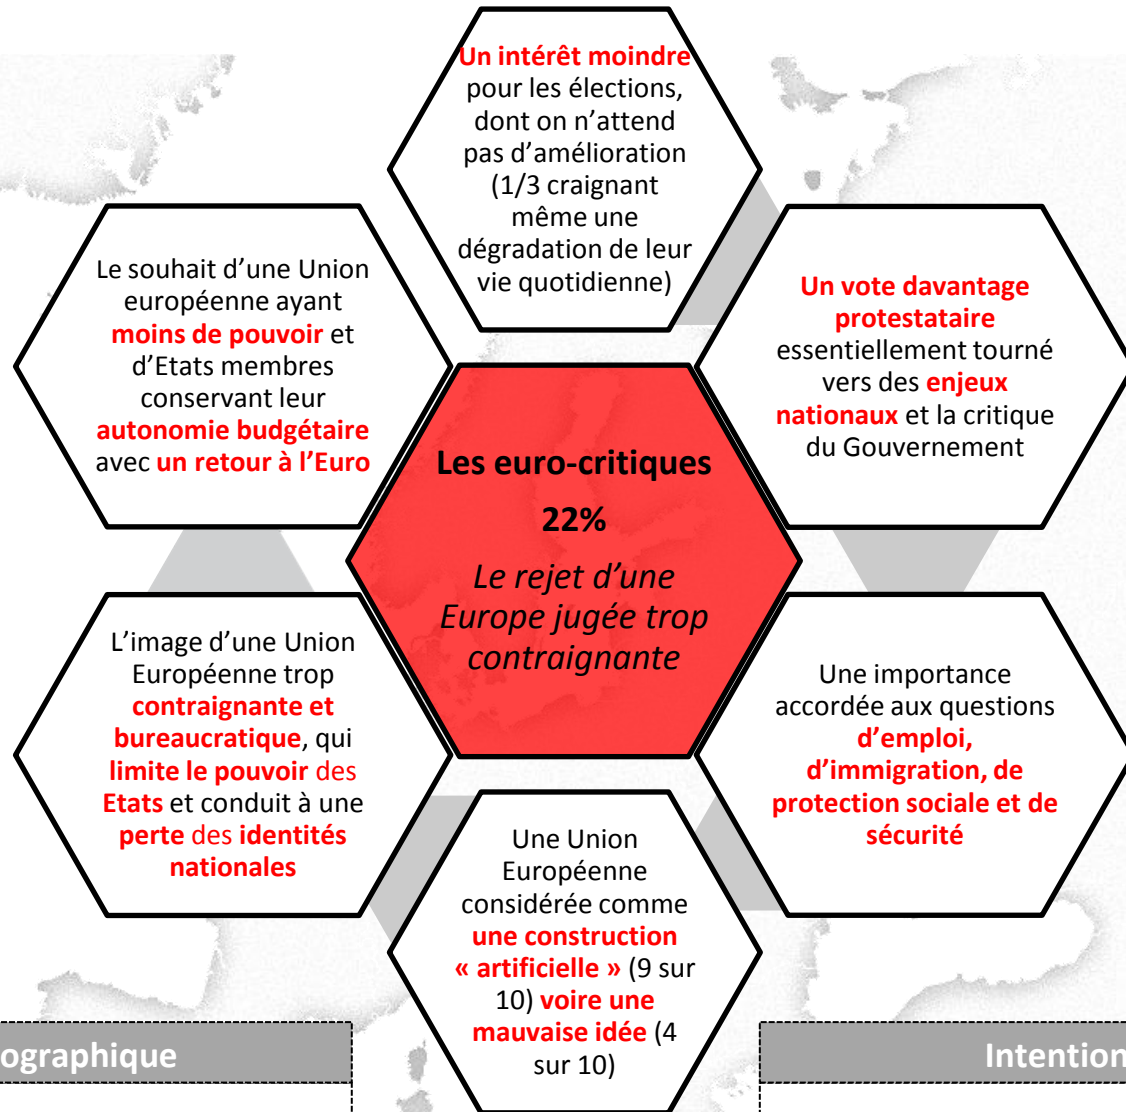 Un intérêt moindre
pour les élections,
dont on n'attend
pas d'amélioration
(1/3 craignant
même une
dégradation de leur
vie quotidienne)
Un vote davantage
protestataire
essentiellement tourné
vers des enjeux
nationaux et la critique
du Gouvernement
Une importance
accordée aux questions
d'emploi,
d'immigration, de
protection sociale et de
sécurité
Une Union
Européenne
considérée comme
une construction
« artificielle » (9 sur
10) voire une
mauvaise idée (4
sur 10)
L'image d'une Union
Européenne trop
contraignante et
bureaucratique, qui
limite le pouvoir des
Etats et conduit à une
perte des identités
nationales
Le souhait d'une Union
européenne ayant
moins de pouvoir et
d'Etats membres
conservant leur
autonomie budgétaire
avec un retour à l'Euro
Les euro-critiques
22%
Le rejet d'une
Europe jugée trop
contraignante
ographique
Intention